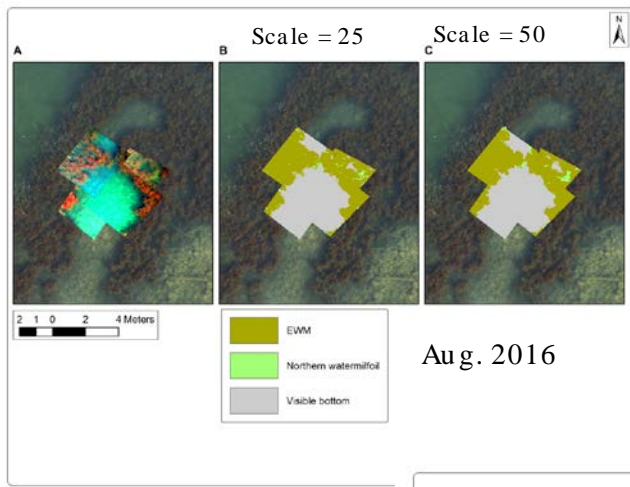 Scale = 25
Scale = 50
N
A
B
C
2 1 0 2 4 Meters
EWM
Northern watermilfoil
Visible bottom
Aug. 2016